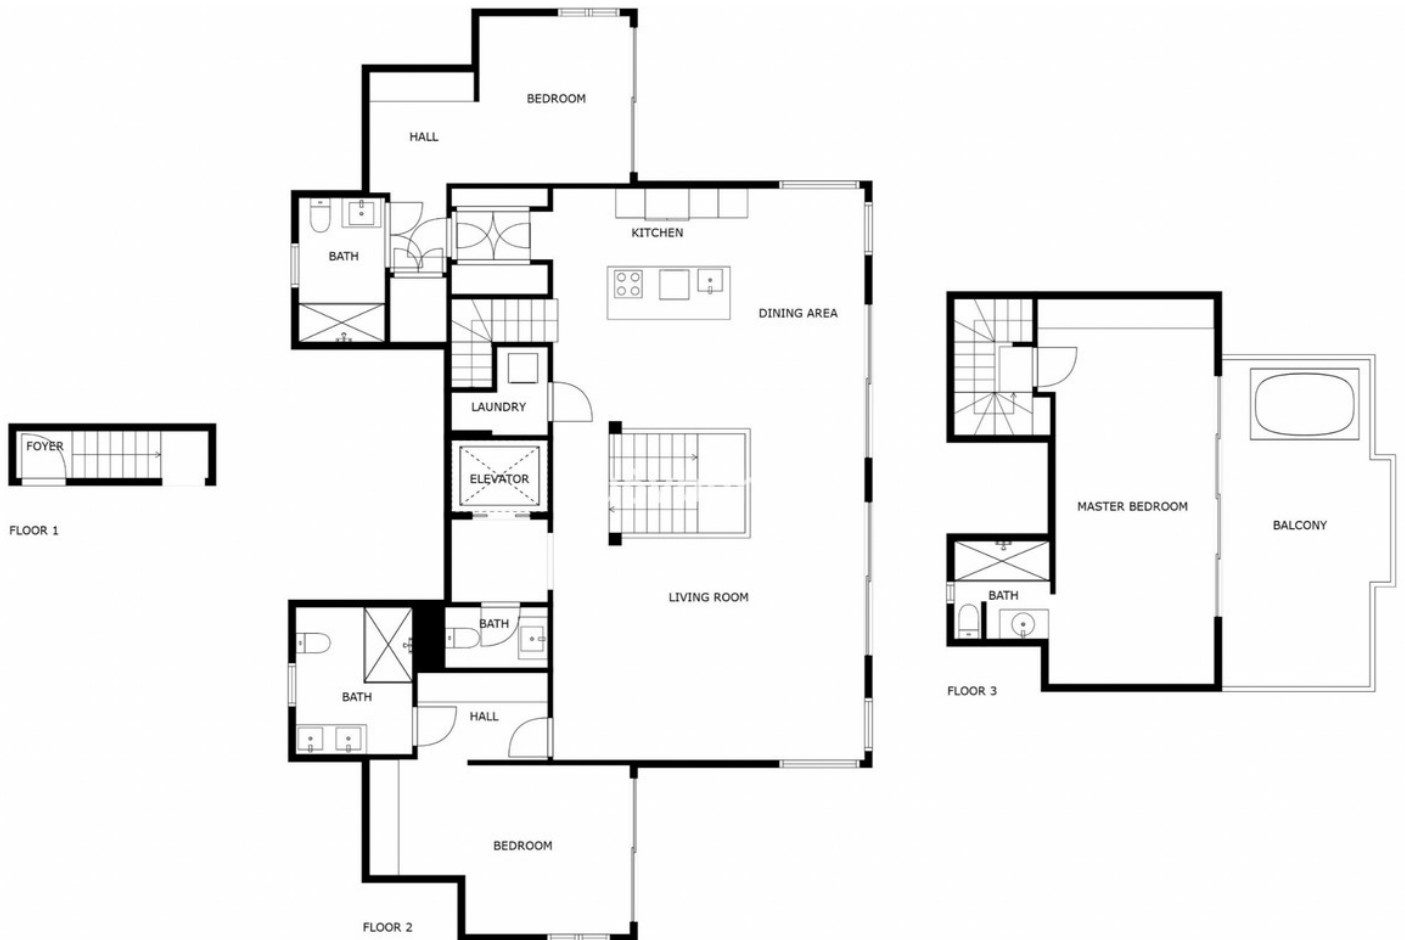 BEDROOM
HALL
BATH
KITCHEN
DINING AREA
LAUNDRY
ELEVATOR
FOYER
FLOOR 1
LIVING ROOM
BATH
BATH
HALL
BEDROOM
FLOOR 2
MASTER BEDROOM
BALCONY
BATH
FLOOR 3